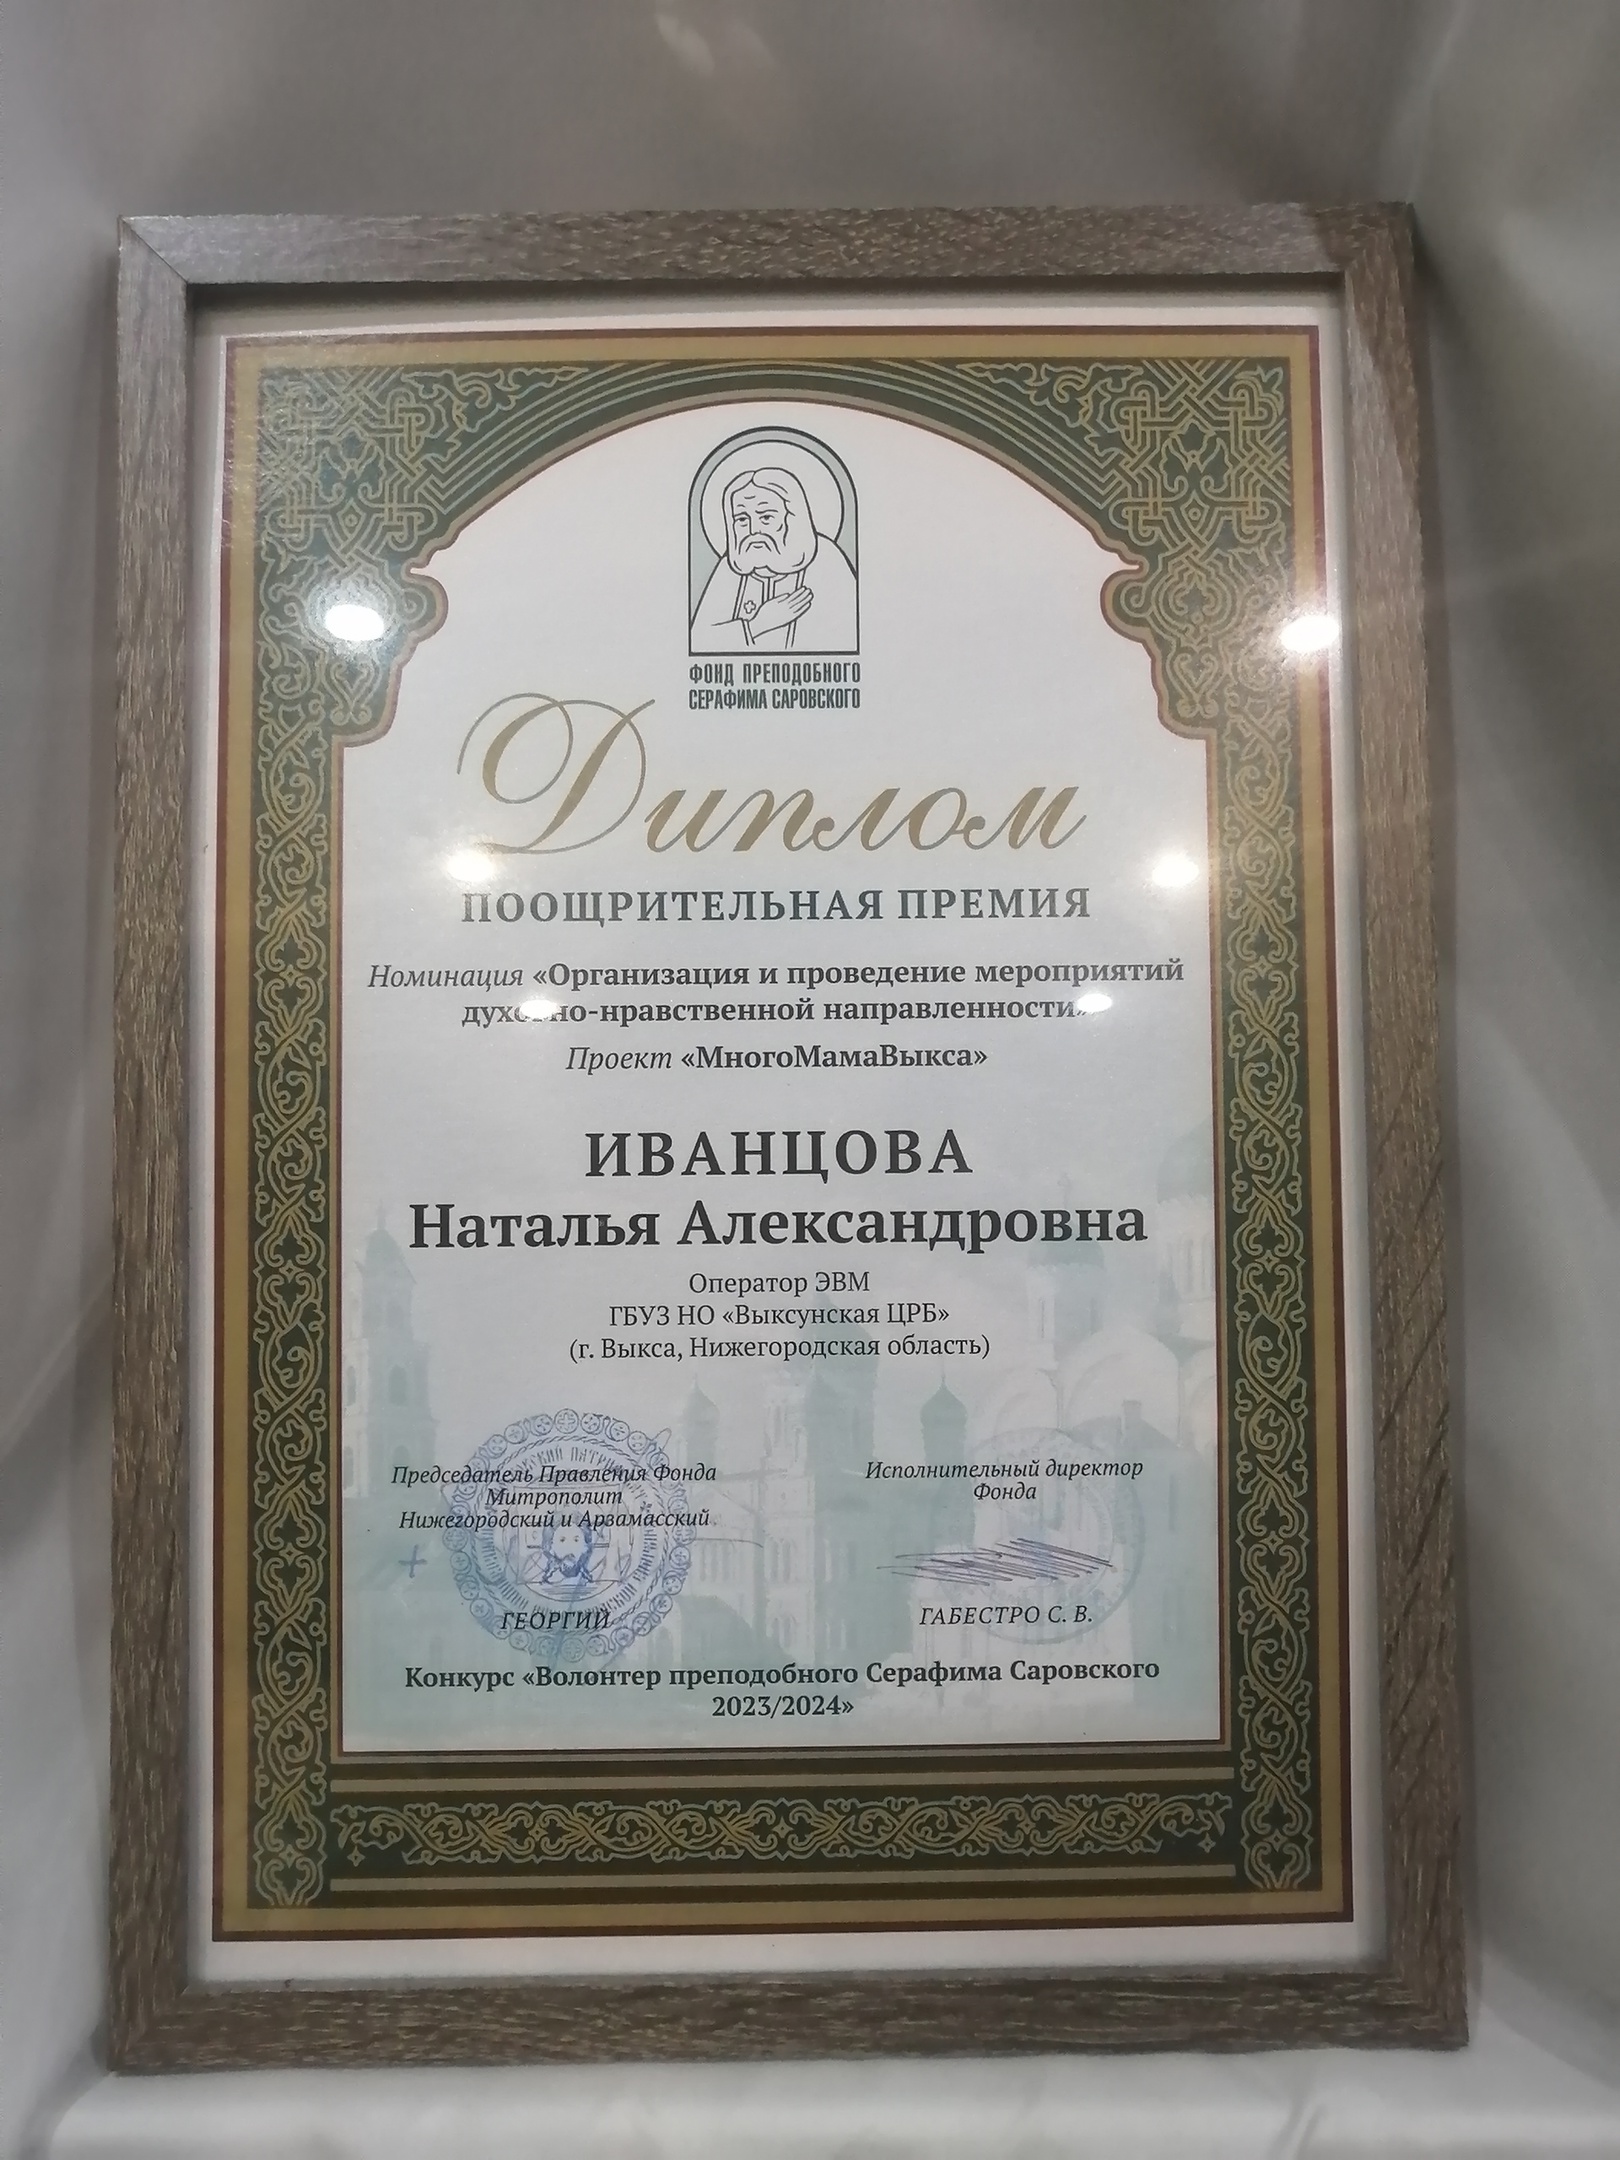 ФОНД ПРЕПОДОБНОГО
СЕРАФИМА САРОВСКОГО
Диплом
ПООЩРИТЕЛЬНАЯ ПРЕМИЯ
Номинация «Организация и проведение мероприятий
духовно-нравственной направленности»
Проект «МногоМамаВыкса»
ИВАНЦОВА
Наталья Александровна
Оператор ЭВМ
ГБУЗ НО «Выксунская ЦРБ»
(г. Выкса, Нижегородская область)
Председатель Правления Фонда
Митрополит
Нижегородский и Арзамасский
ГЕОРГИЙ
Исполнительный директор
Фонда
ГАБЕСТРО С. В.
Конкурс «Волонтер преподобного Серафима Саровского
2023/2024»